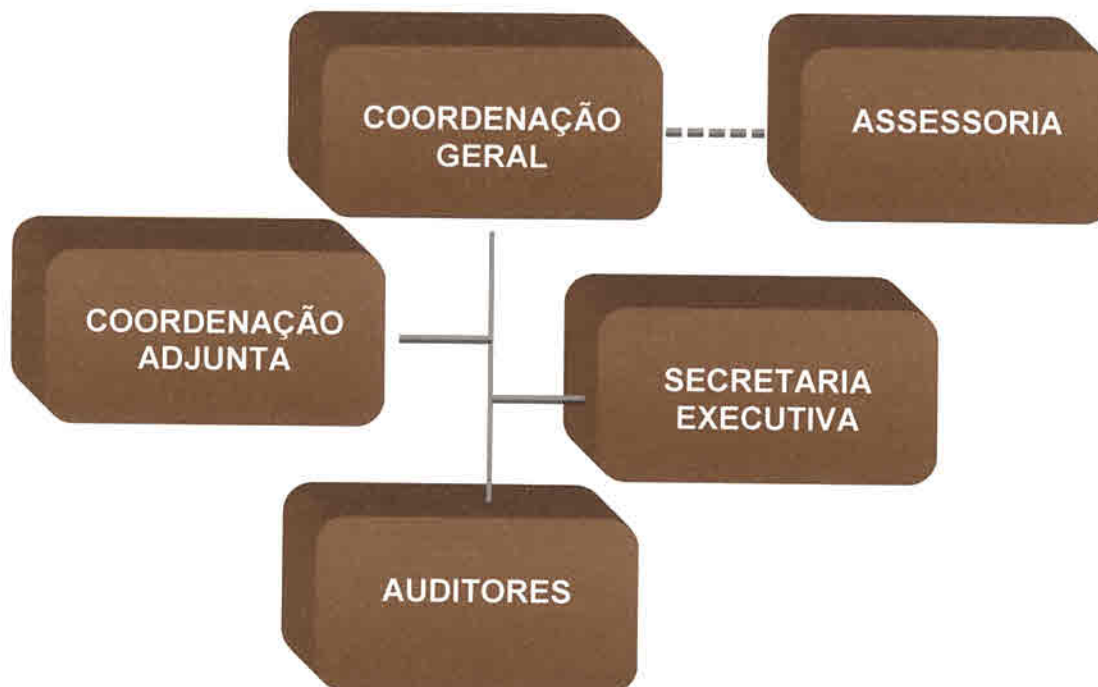 COORDENAÇÃO
GERAL
ASSESSORIA
COORDENAÇÃO
ADJUNTA
SECRETARIA
EXECUTIVA
AUDITORES